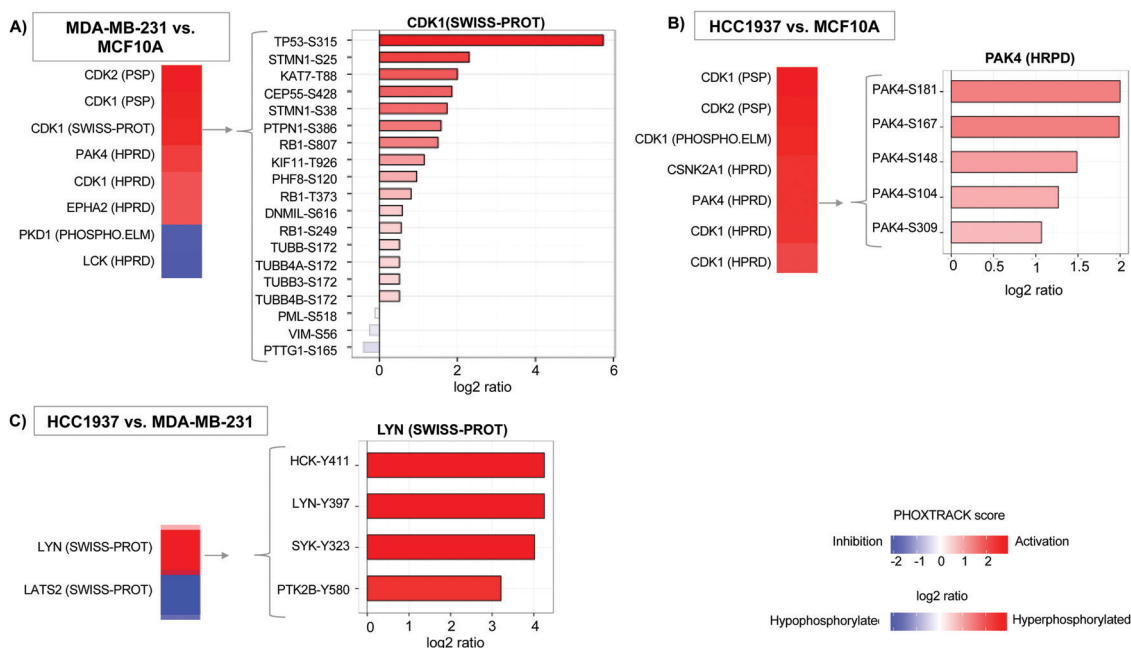 A)
MDA-MB-231 vs.
MCF10A
CDK2 (PSP)
CDK1 (PSP)
CDK1 (SWISS-PROT)
PAK4 (HPRD)
CDK1 (HPRD)
EPHA2 (HPRD)
PKD1 (PHOSPHO.ELM)
LCK (HPRD)
CDK1(SWISS-PROT)
TP53-S315
STMN1-S25
KAT7-T88
CEP55-S428
STMN1-S38
PTPN1-S386
RB1-S807
KIF11-T926
PHF8-S120
RB1-T373
DNMIL-S616
RB1-S249
TUBB-S172
TUBB4A-S172
TUBB3-S172
TUBB4B-S172
PML-S518
VIM-S56
PTTG1-S165
0 2 4 6
log2 ratio
B)
HCC1937 vs. MCF10A
CDK1 (PSP)
CDK2 (PSP)
CDK1 (PHOSPHO.ELM)
CSNK2A1 (HPRD)
PAK4 (HPRD)
CDK1 (HPRD)
CDK1 (HPRD)
PAK4 (HRPD)
PAK4-S181
PAK4-S167
PAK4-S148
PAK4-S104
PAK4-S309
0 0.5 1 1.5 2
log2 ratio
C)
HCC1937 vs. MDA-MB-231
LYN (SWISS-PROT)
LATS2 (SWISS-PROT)
LYN (SWISS-PROT)
HCK-Y411
LYN-Y397
SYK-Y323
PTK2B-Y580
0 1 2 3 4
log2 ratio
PHOXTRACK score
Inhibition Activation
-2 -1 0 1 2
log2 ratio
Hypophosphorylated Hyperphosphorylated
-2 -1 0 1 2